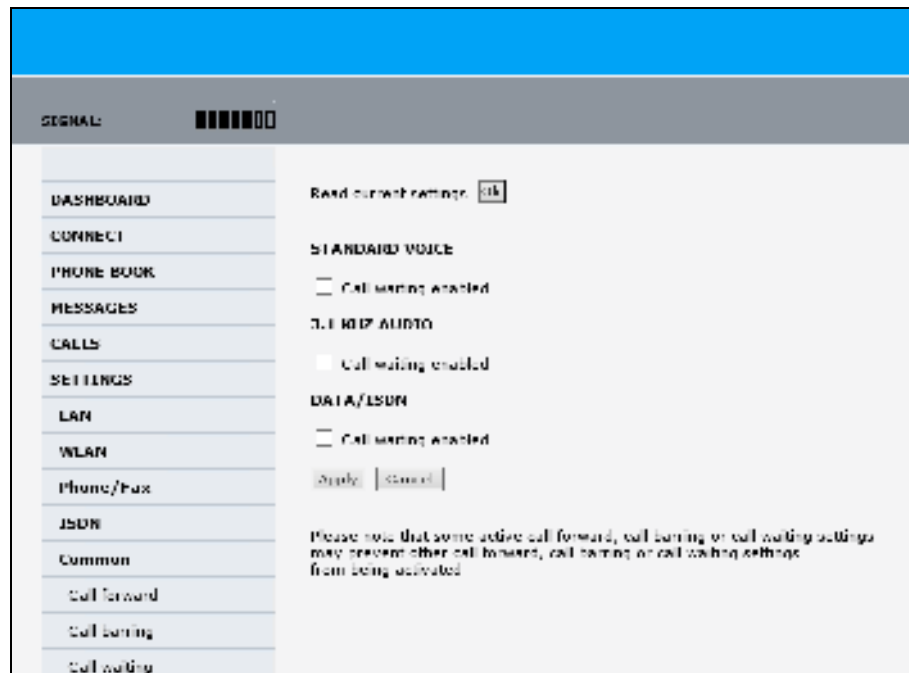 SIGNAL:
DASHBOARD
CONNECT
PHONE BOOK
MESSAGES
CALLS
SETTINGS
LAN
WLAN
Phone/Fax
ISDN
Common
Call forward
Call barring
Call waiting
Read current settings Ok
STANDARD VOICE
Call waiting enabled
3.1 KHZ AUDIO
Call waiting enabled
DATA/ISDN
Call waiting enabled
Apply Cancel
Please note that some active call forward, call barring or call waiting settings
may prevent other call forward, call barring or call waiting settings
from being activated